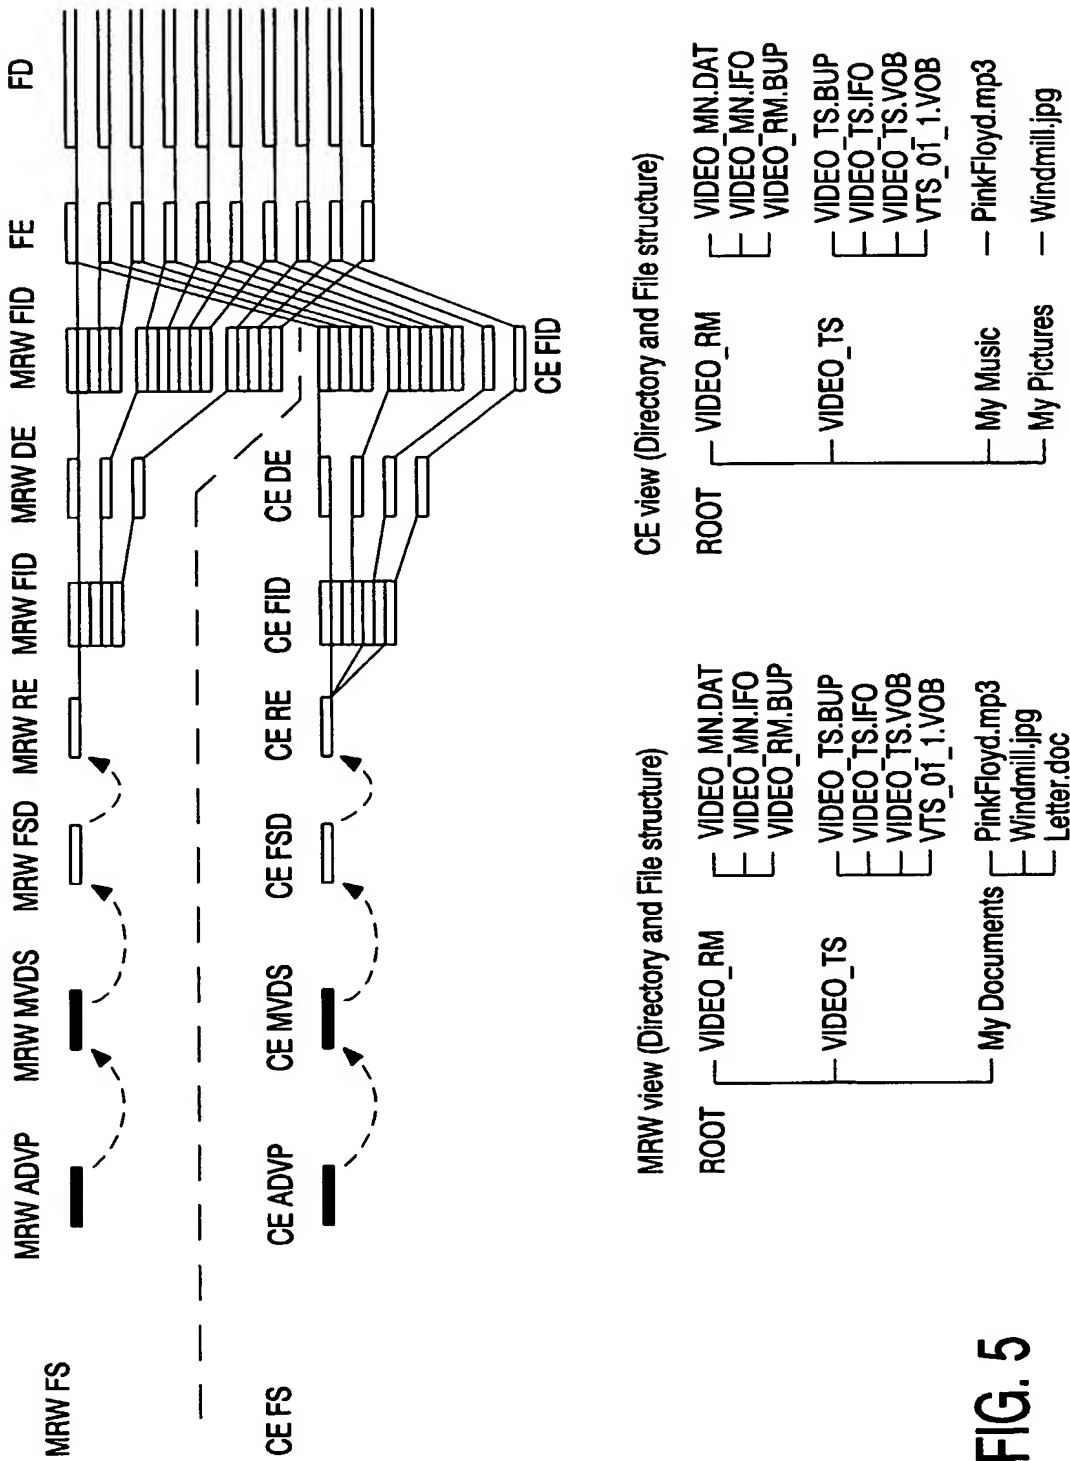 MRW FS
MRW ADVP
MRW MVDS
MRW FSD
MRW RE
MRW FID
MRW DE
MRW FID
FE
FD
CE FS
CE ADVP
CE MVDS
CE FSD
CE RE
CE FID
CE DE
CE FID
MRW view (Directory and File structure)
ROOT
VIDEO_RM
VIDEO_MN.DAT
VIDEO_MN.IFO
VIDEO_RM.BUP
VIDEO_TS
VIDEO_TS.BUP
VIDEO_TS.IFO
VIDEO_TS.VOB
VTS_01_1.VOB
My Documents
PinkFloyd.mp3
Windmill.jpg
Letter.doc
CE view (Directory and File structure)
ROOT
VIDEO_RM
VIDEO_MN.DAT
VIDEO_MN.IFO
VIDEO_RM.BUP
VIDEO_TS
VIDEO_TS.BUP
VIDEO_TS.IFO
VIDEO_TS.VOB
VTS_01_1.VOB
My Music
PinkFloyd.mp3
My Pictures
Windmill.jpg
FIG. 5